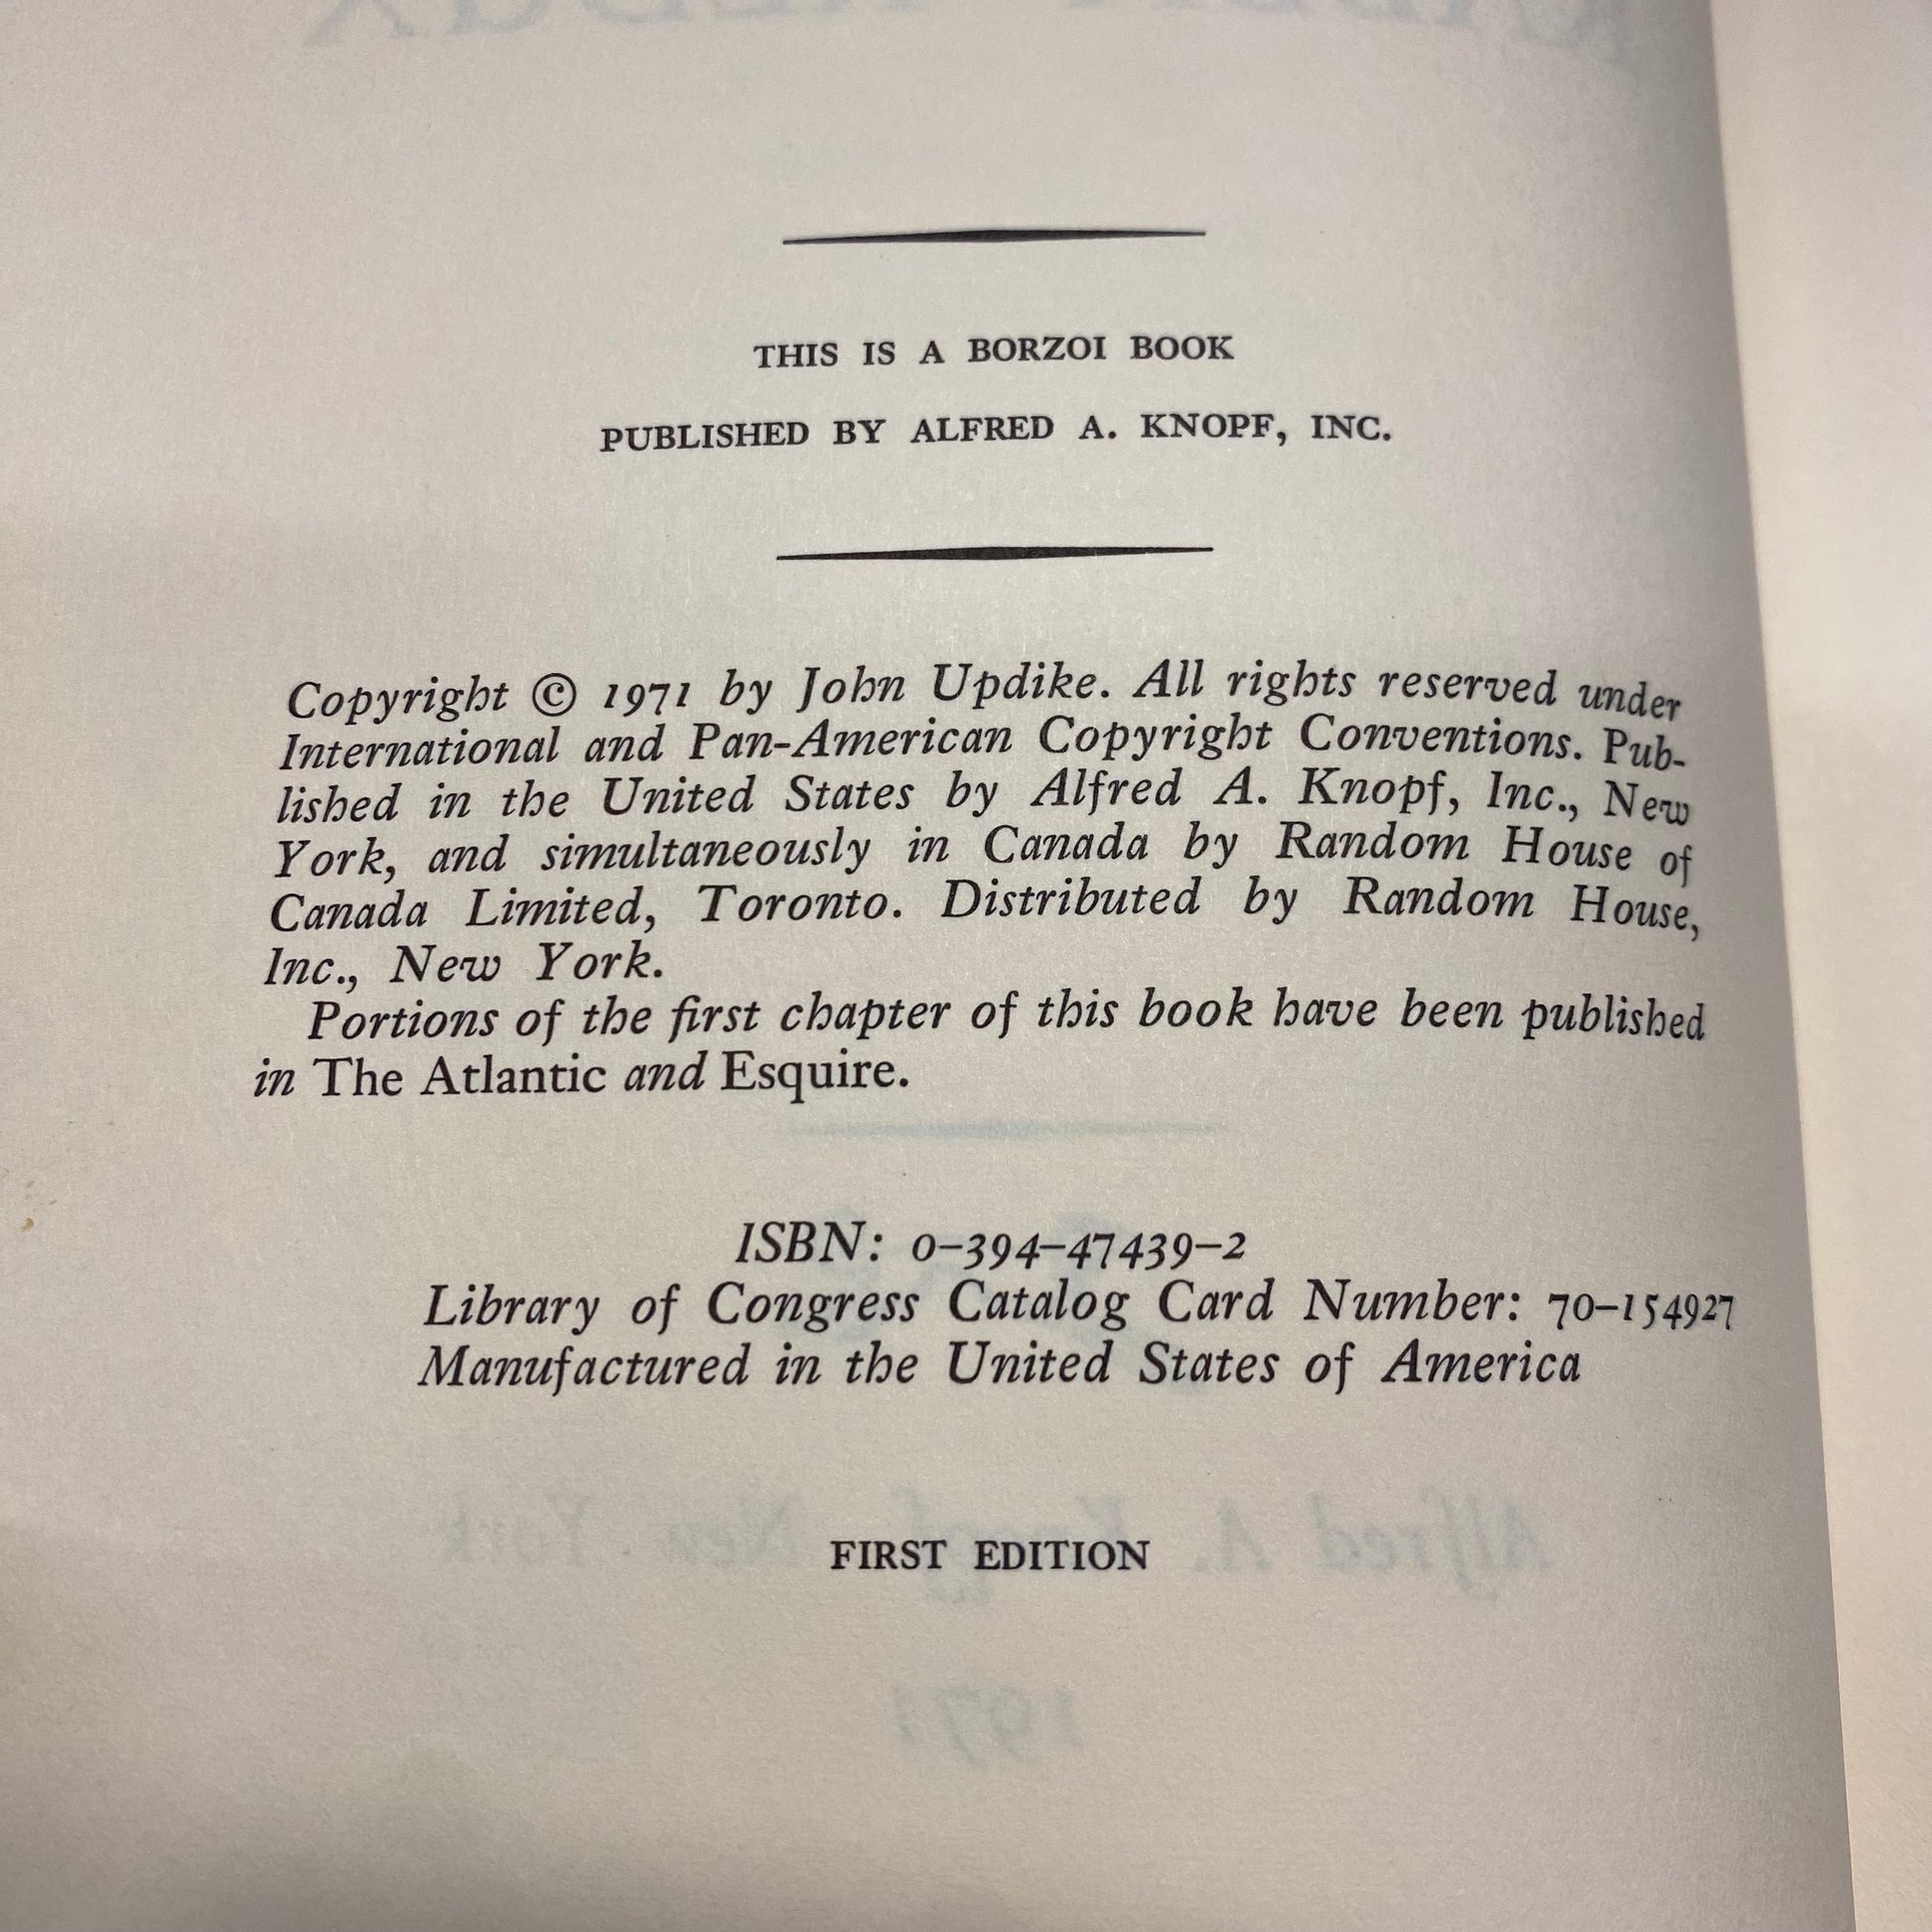 THIS IS A BORZOI BOOK
PUBLISHED BY ALFRED A. KNOPF, INC.
Copyright © 1971 by John Updike. All rights reserved under
International and Pan-American Copyright Conventions. Pub-
lished in the United States by Alfred A. Knopf, Inc., New
York, and simultaneously in Canada by Random House of
Canada Limited, Toronto. Distributed by Random House,
Inc., New York.
Portions of the first chapter of this book have been published
in The Atlantic and Esquire.
ISBN: 0-394-47439-2
Library of Congress Catalog Card Number: 70-154927
Manufactured in the United States of America
FIRST EDITION